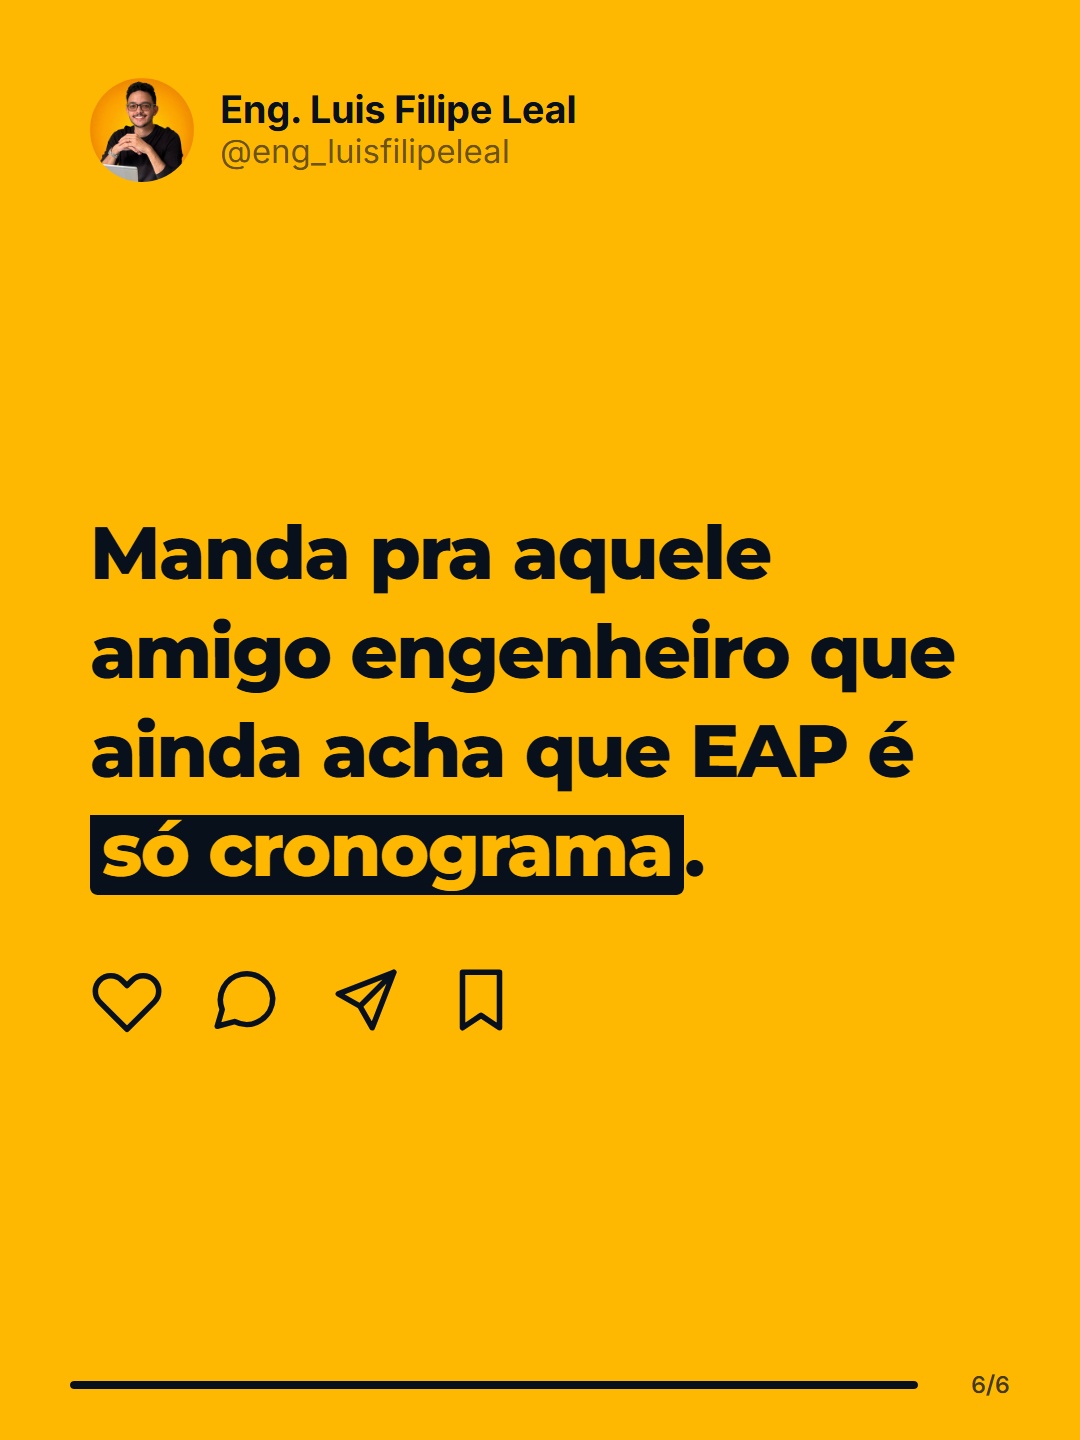 Eng. Luis Filipe Leal
@eng_luisfilipeleal
Manda pra aquele
amigo engenheiro que
ainda acha que EAP é
só cronograma.
6/6